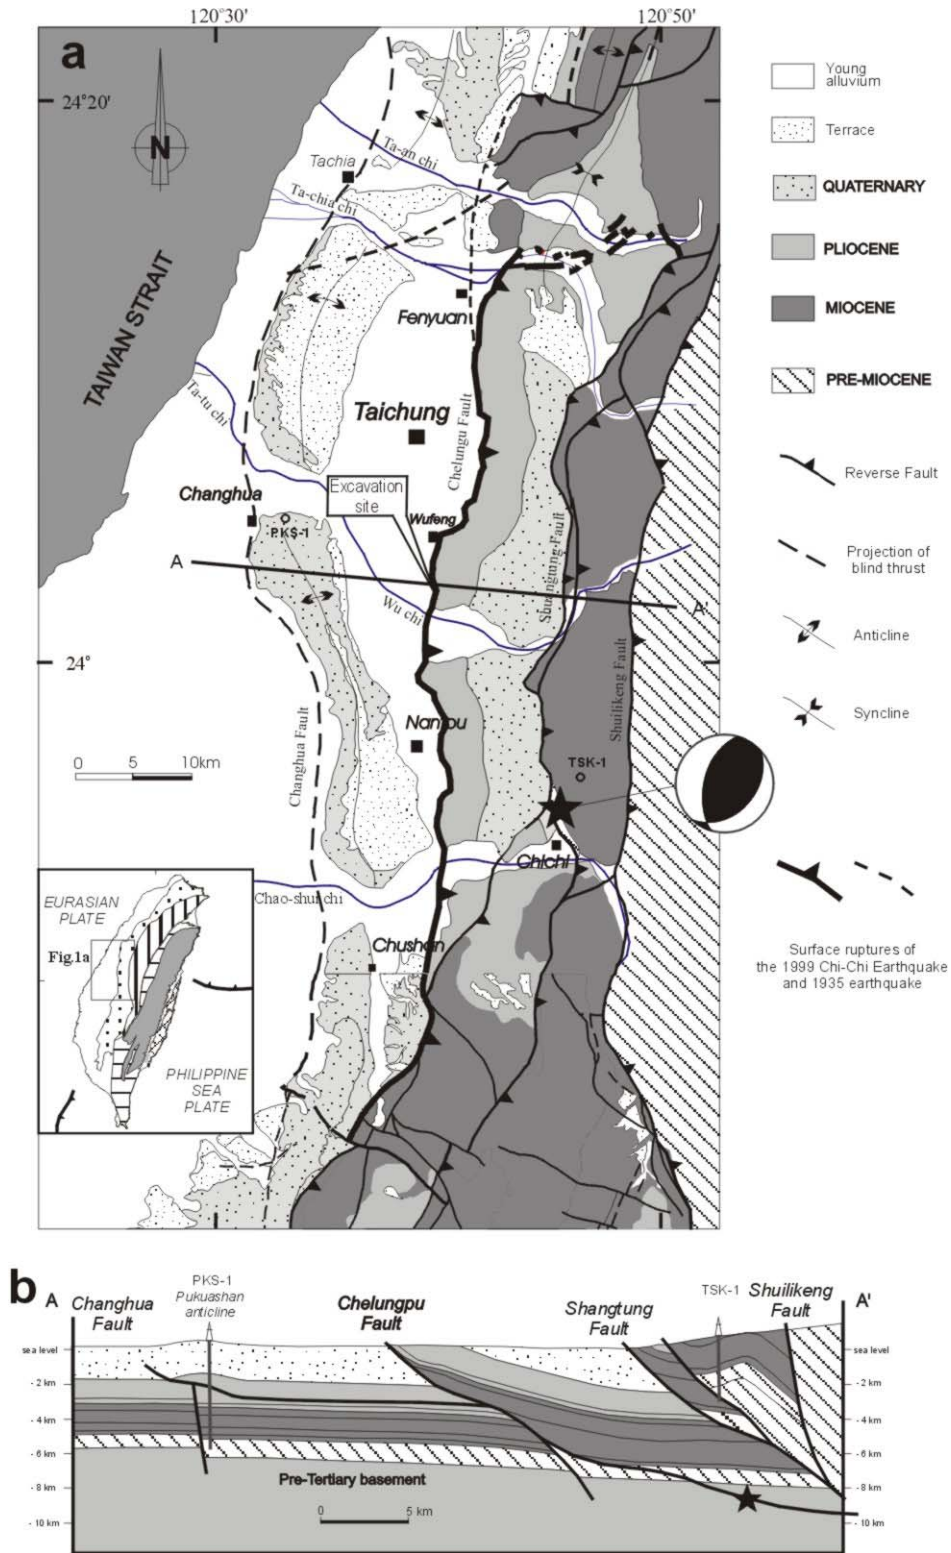 120°30'
120°50'
a
24°20'
N
Tachia
Ta-an chi
Ta-chia chi
TAIWAN STRAIT
Fenyuan
Ta-tu chi
Taichung
Chelungu Fault
Changhua
Excavation
site
PKS-1
Wufeng
A
A'
Wu chi
Shuangtung Fault
24°
Shuilikeng Fault
Changhua Fault
Nantou
TSK-1
0 5 10km
Chichi
Chao-shui chi
EURASIAN
PLATE
Fig.1a
PHILIPPINE
SEA
PLATE
Chushan
Young
alluvium
Terrace
QUATERNARY
PLIOCENE
MIOCENE
PRE-MIOCENE
Reverse Fault
Projection of
blind thrust
Anticline
Syncline
Surface ruptures of
the 1999 Chi-Chi Earthquake
and 1935 earthquake
b
A
Changhua
Fault
PKS-1
Pukuashan
anticline
Chelungpu
Fault
Shangtung
Fault
TSK-1
Shuilikeng
Fault
A'
sea level
- 2 km
- 4 km
- 6 km
- 8 km
- 10 km
Pre-Tertiary basement
0 5 km
sea level
- 2 km
- 4 km
- 6 km
- 8 km
- 10 km